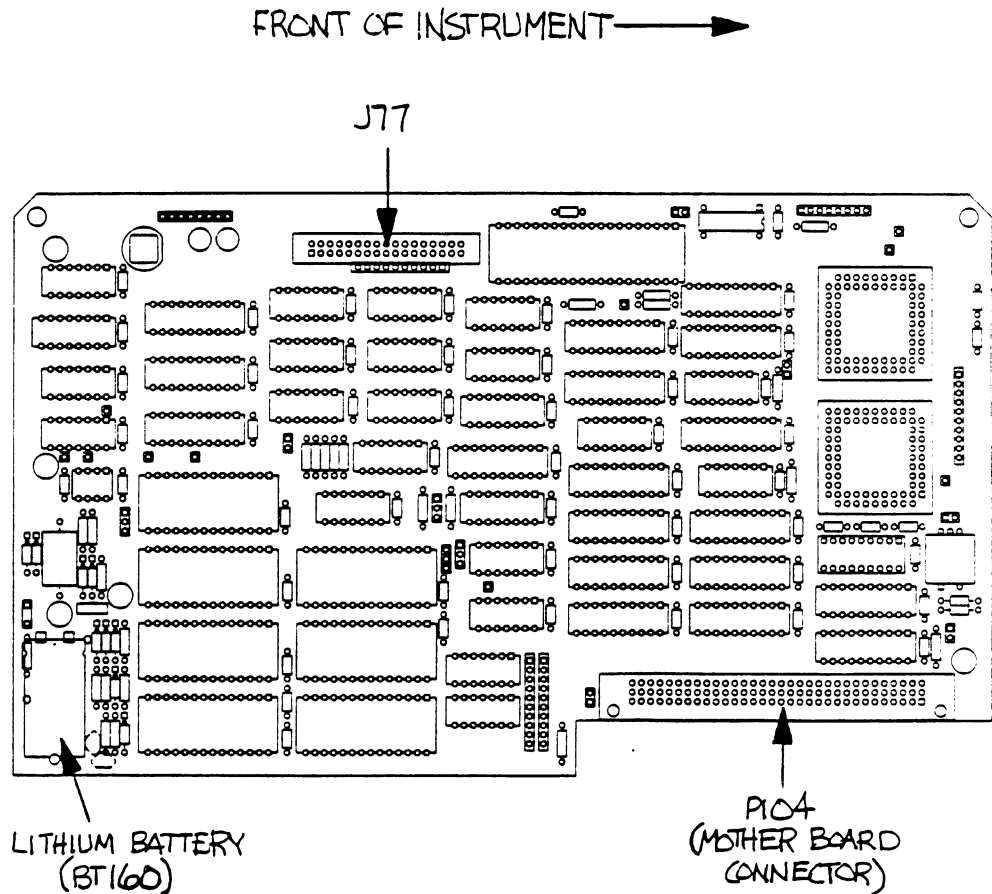 FRONT OF INSTRUMENT
J77
LITHIUM BATTERY
(BT160)
P104
(MOTHER BOARD
CONNECTOR)